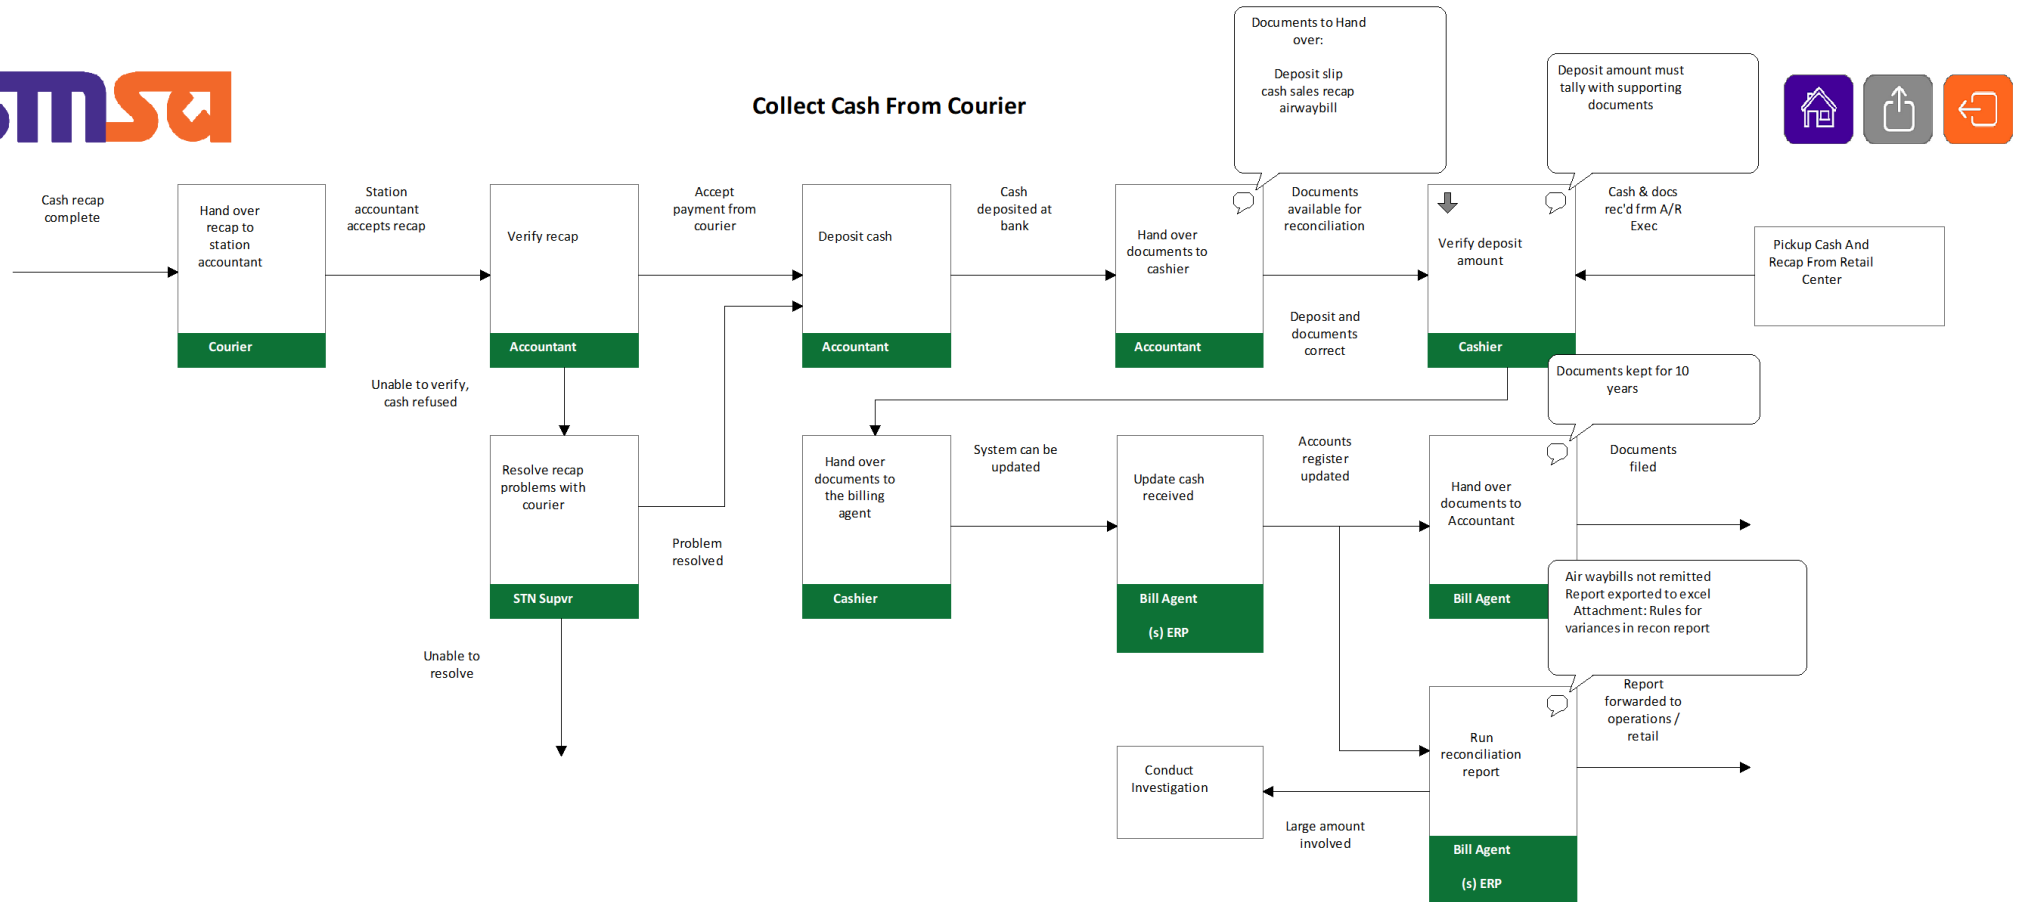 Documents to Hand
over:
Deposit slip
cash sales recap
airwaybill
Deposit amount must
tally with supporting
documents
smsa
Collect Cash From Courier
Cash recap
complete
Hand over
recap to
station
accountant
Courier
Station
accountant
accepts recap
Verify recap
Accountant
Accept
payment from
courier
Deposit cash
Accountant
Cash
deposited at
bank
Hand over
documents to
cashier
Accountant
Documents
available for
reconciliation
Verify deposit
amount
Cashier
Cash & docs
rec'd frm A/R
Exec
Pickup Cash And
Recap From Retail
Center
Deposit and
documents
correct
Unable to verify,
cash refused
Documents kept for 10
years
Resolve recap
problems with
courier
STN Supvr
Problem
resolved
Hand over
documents to
the billing
agent
Cashier
System can be
updated
Update cash
received
Bill Agent
(s) ERP
Accounts
register
updated
Hand over
documents to
Accountant
Bill Agent
Documents
filed
Air waybills not remitted
Report exported to excel
Attachment: Rules for
variances in recon report
Unable to
resolve
Report
forwarded to
operations /
retail
Run
reconciliation
report
Bill Agent
(s) ERP
Conduct
Investigation
Large amount
involved